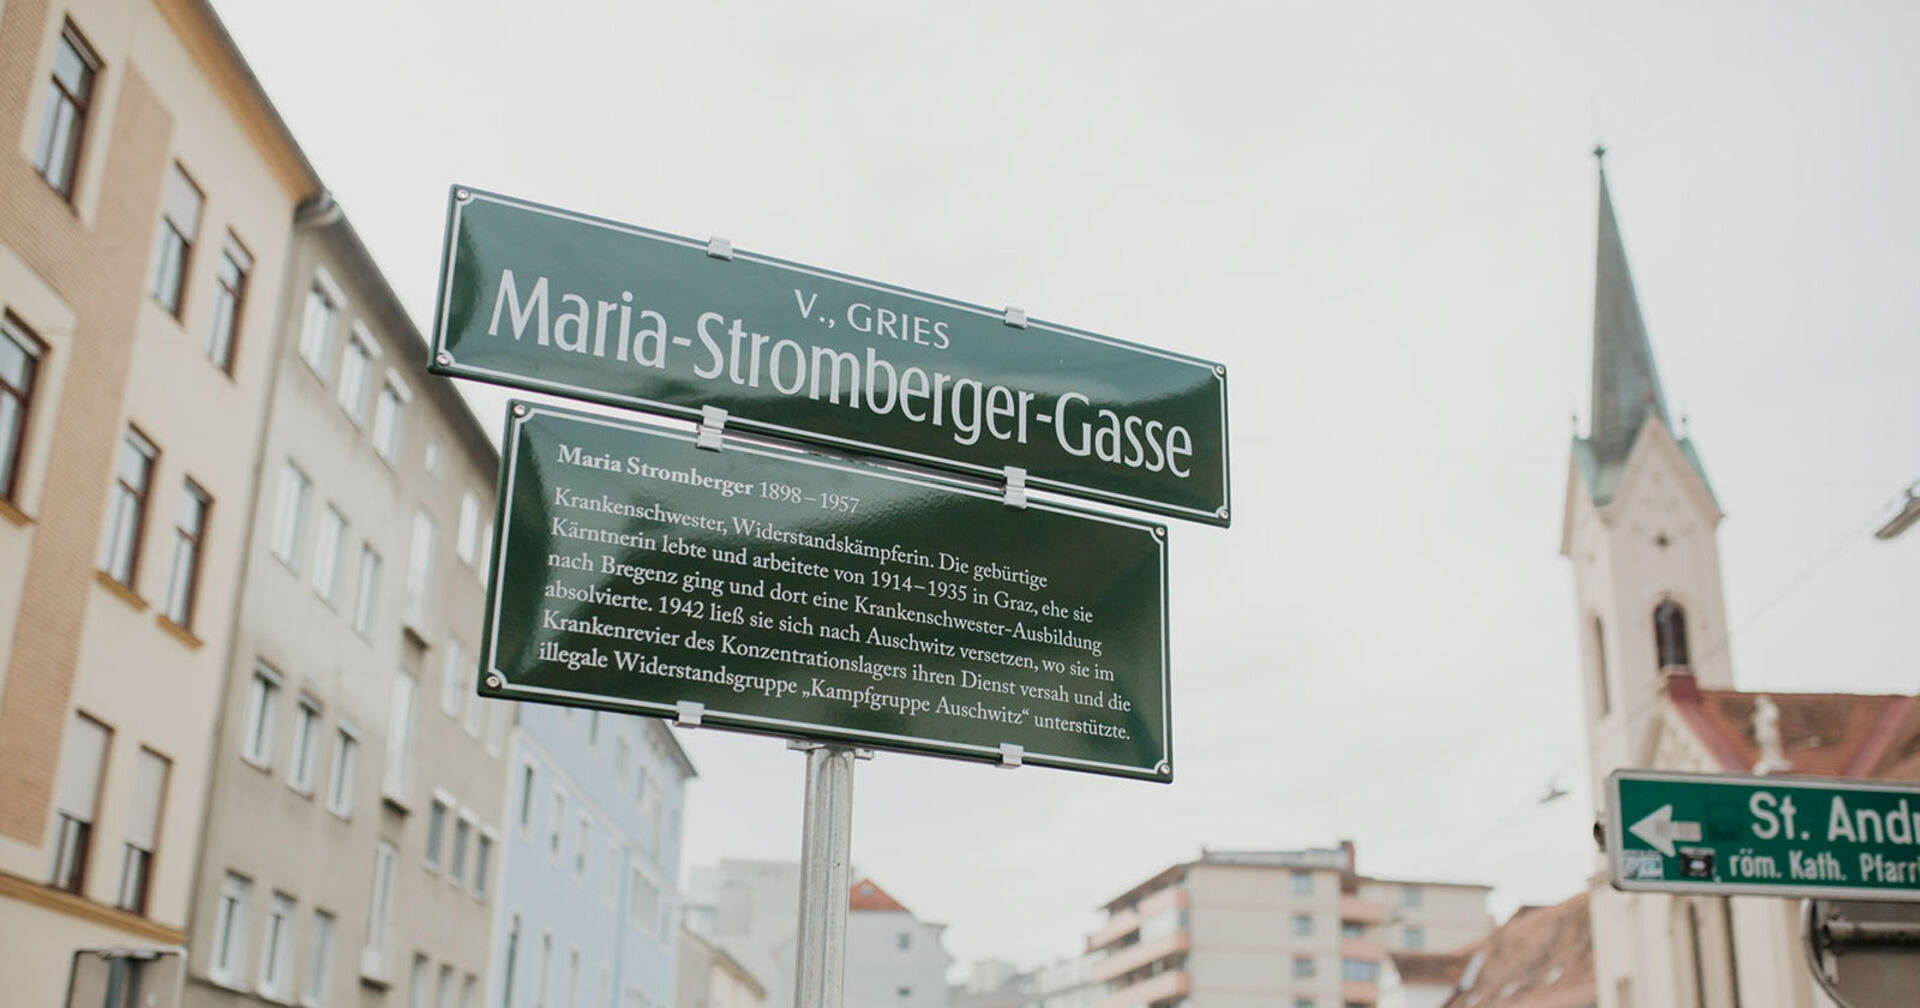 V., GRIES
Maria-Stromberger-Gasse
Maria Stromberger 1898 – 1957
Krankenschwester, Widerstandskämpferin. Die gebürtige
Kärntnerin lebte und arbeitete von 1914 – 1935 in Graz, ehe sie
nach Bregenz ging und dort eine Krankenschwester-Ausbildung
absolvierte. 1942 ließ sie sich nach Auschwitz versetzen, wo sie im
Krankenrevier des Konzentrationslagers ihren Dienst versah und die
illegale Widerstandsgruppe „Kampfgruppe Auschwitz“ unterstützte.
St. Andr
röm. Kath. Pfarr